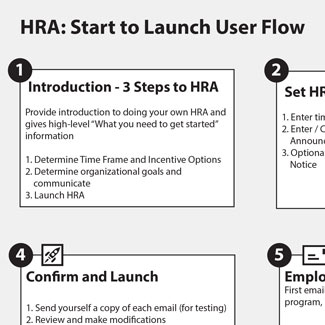 HRA: Start to Launch User Flow
1
Introduction - 3 Steps to HRA
Provide introduction to doing your own HRA and
gives high-level "What you need to get started"
information
1. Determine Time Frame and Incentive Options
2. Determine organizational goals and
communicate
3. Launch HRA
2
Set HR
1. Enter tim
2. Enter / C
Announ
3. Optiona
Notice
4
Confirm and Launch
1. Send yourself a copy of each email (for testing)
2. Review and make modifications
5
Emplo
First emai
program,